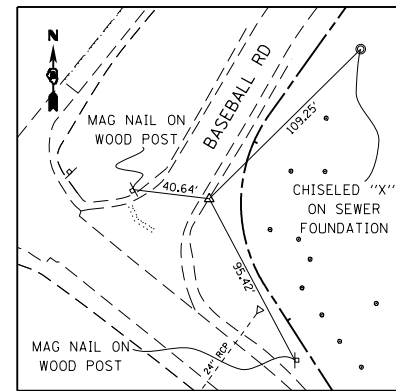 N
MAG NAIL ON
WOOD POST
BASEBALL RD
109.25'
40.64'
CHISELED "X"
ON SEWER
FOUNDATION
95.42'
MAG NAIL ON
WOOD POST
24" RCP